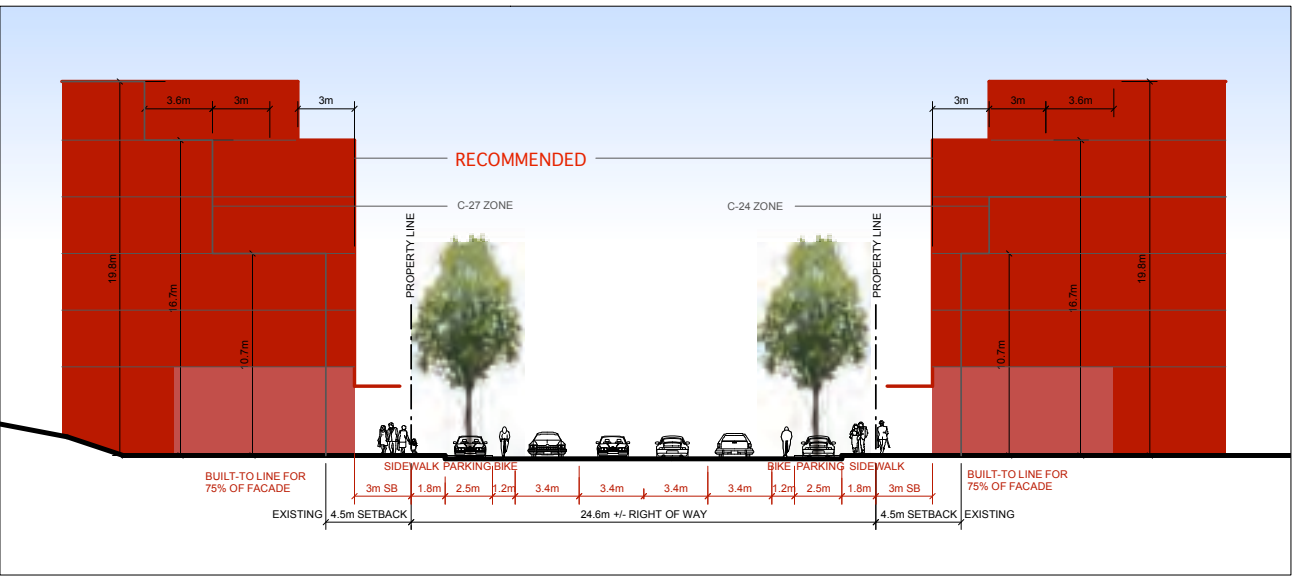 3.6m 3m 3m
3m 3m 3.6m
RECOMMENDED
C-27 ZONE
C-24 ZONE
PROPERTY LINE
PROPERTY LINE
19.8m
16.7m
10.7m
10.7m
16.7m
19.8m
SIDEWALK PARKING BIKE
BIKE PARKING SIDEWALK
BUILT-TO LINE FOR
75% OF FACADE
BUILT-TO LINE FOR
75% OF FACADE
3m SB 1.8m 2.5m 1.2m 3.4m 3.4m 3.4m 3.4m 1.2m 2.5m 1.8m 3m SB
EXISTING 4.5m SETBACK 24.6m +/- RIGHT OF WAY 4.5m SETBACK EXISTING